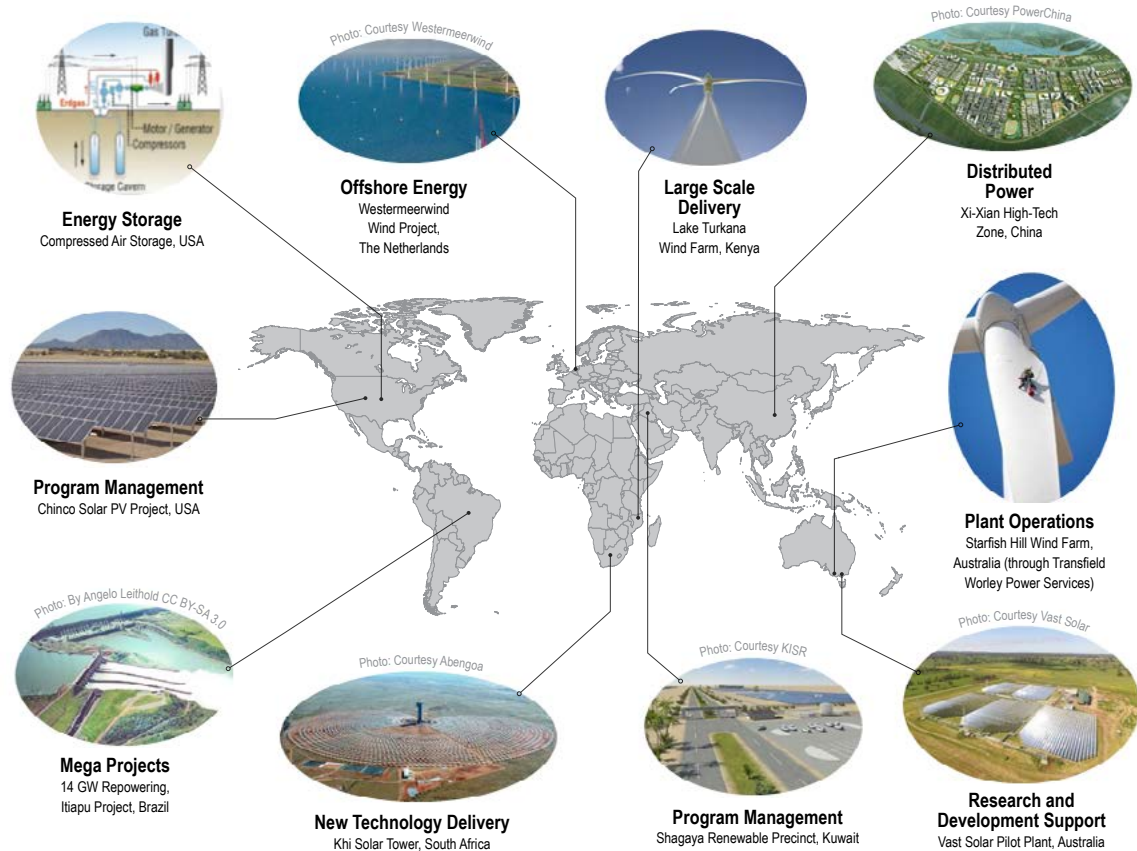 Gas Tur
Erdgas
Motor / Generator
Compressors
Storage Cavern
Energy Storage
Compressed Air Storage, USA
Photo: Courtesy Westermeerwind
Offshore Energy
Westermeerwind
Wind Project,
The Netherlands
Large Scale
Delivery
Lake Turkana
Wind Farm, Kenya
Photo: Courtesy PowerChina
Distributed
Power
Xi-Xian High-Tech
Zone, China
Program Management
Chinco Solar PV Project, USA
Plant Operations
Starfish Hill Wind Farm,
Australia (through Transfield
Worley Power Services)
Photo: By Angelo Leithold CC BY-SA 3.0
Mega Projects
14 GW Repowering,
Itiapu Project, Brazil
Photo: Courtesy Abengoa
New Technology Delivery
Khi Solar Tower, South Africa
Photo: Courtesy KISR
Program Management
Shagaya Renewable Precinct, Kuwait
Photo: Courtesy Vast Solar
Research and
Development Support
Vast Solar Pilot Plant, Australia